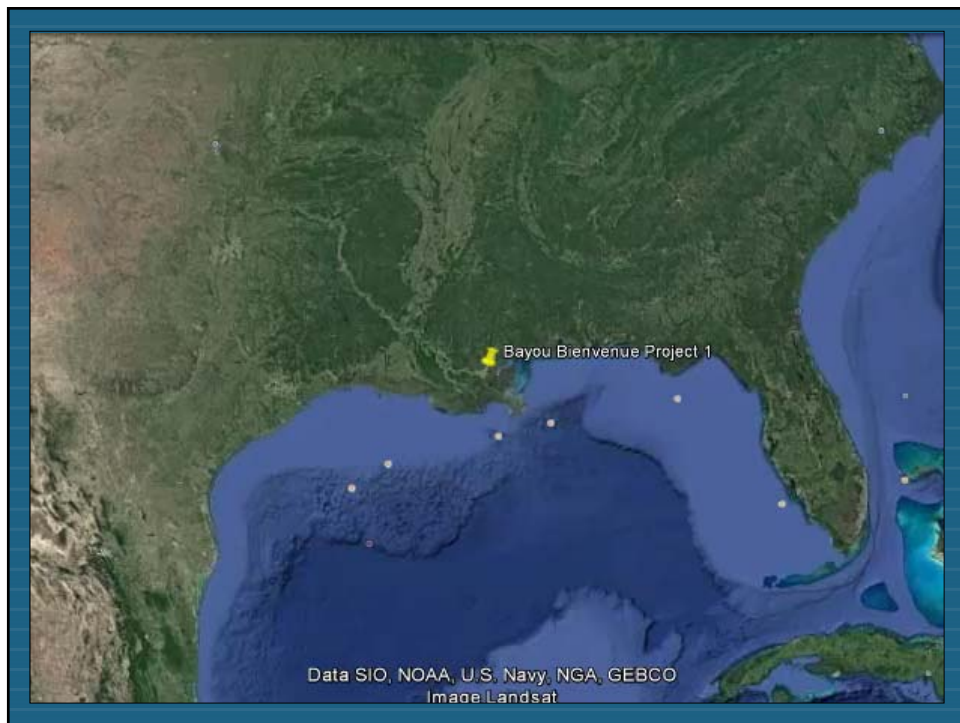 Bayou Bienvenue Project 1
Data SIO, NOAA, U.S. Navy, NGA, GEBCO
Image Landsat